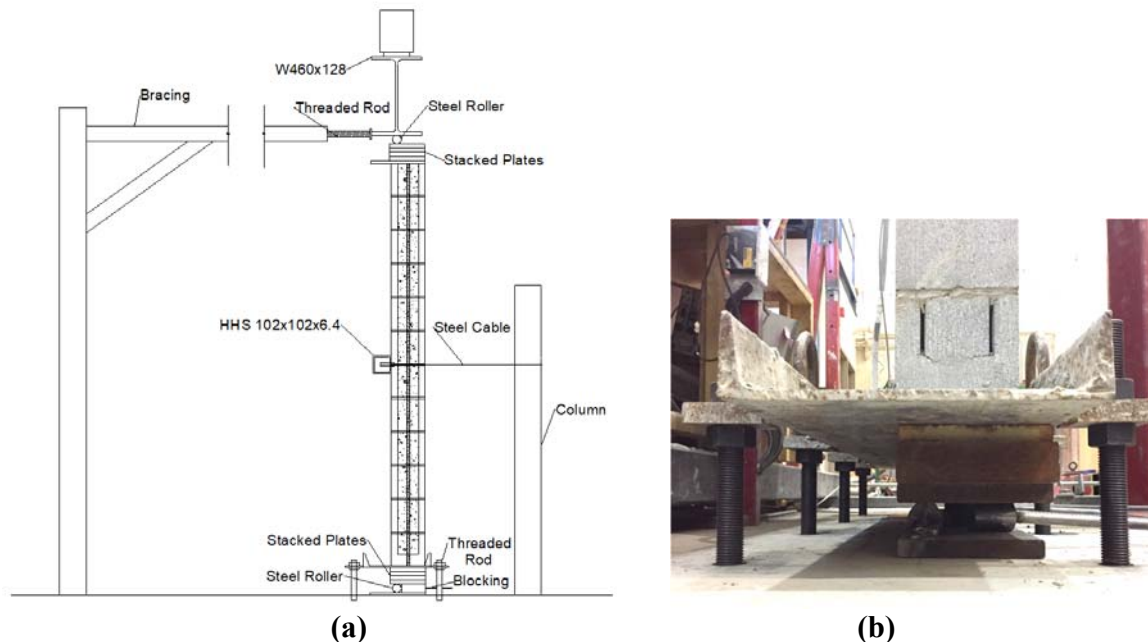 W460x128
Bracing
Threaded Rod
Steel Roller
Stacked Plates
HHS 102x102x6.4
Steel Cable
Column
Stacked Plates
Threaded
Rod
Steel Roller
Blocking
(a)
(b)